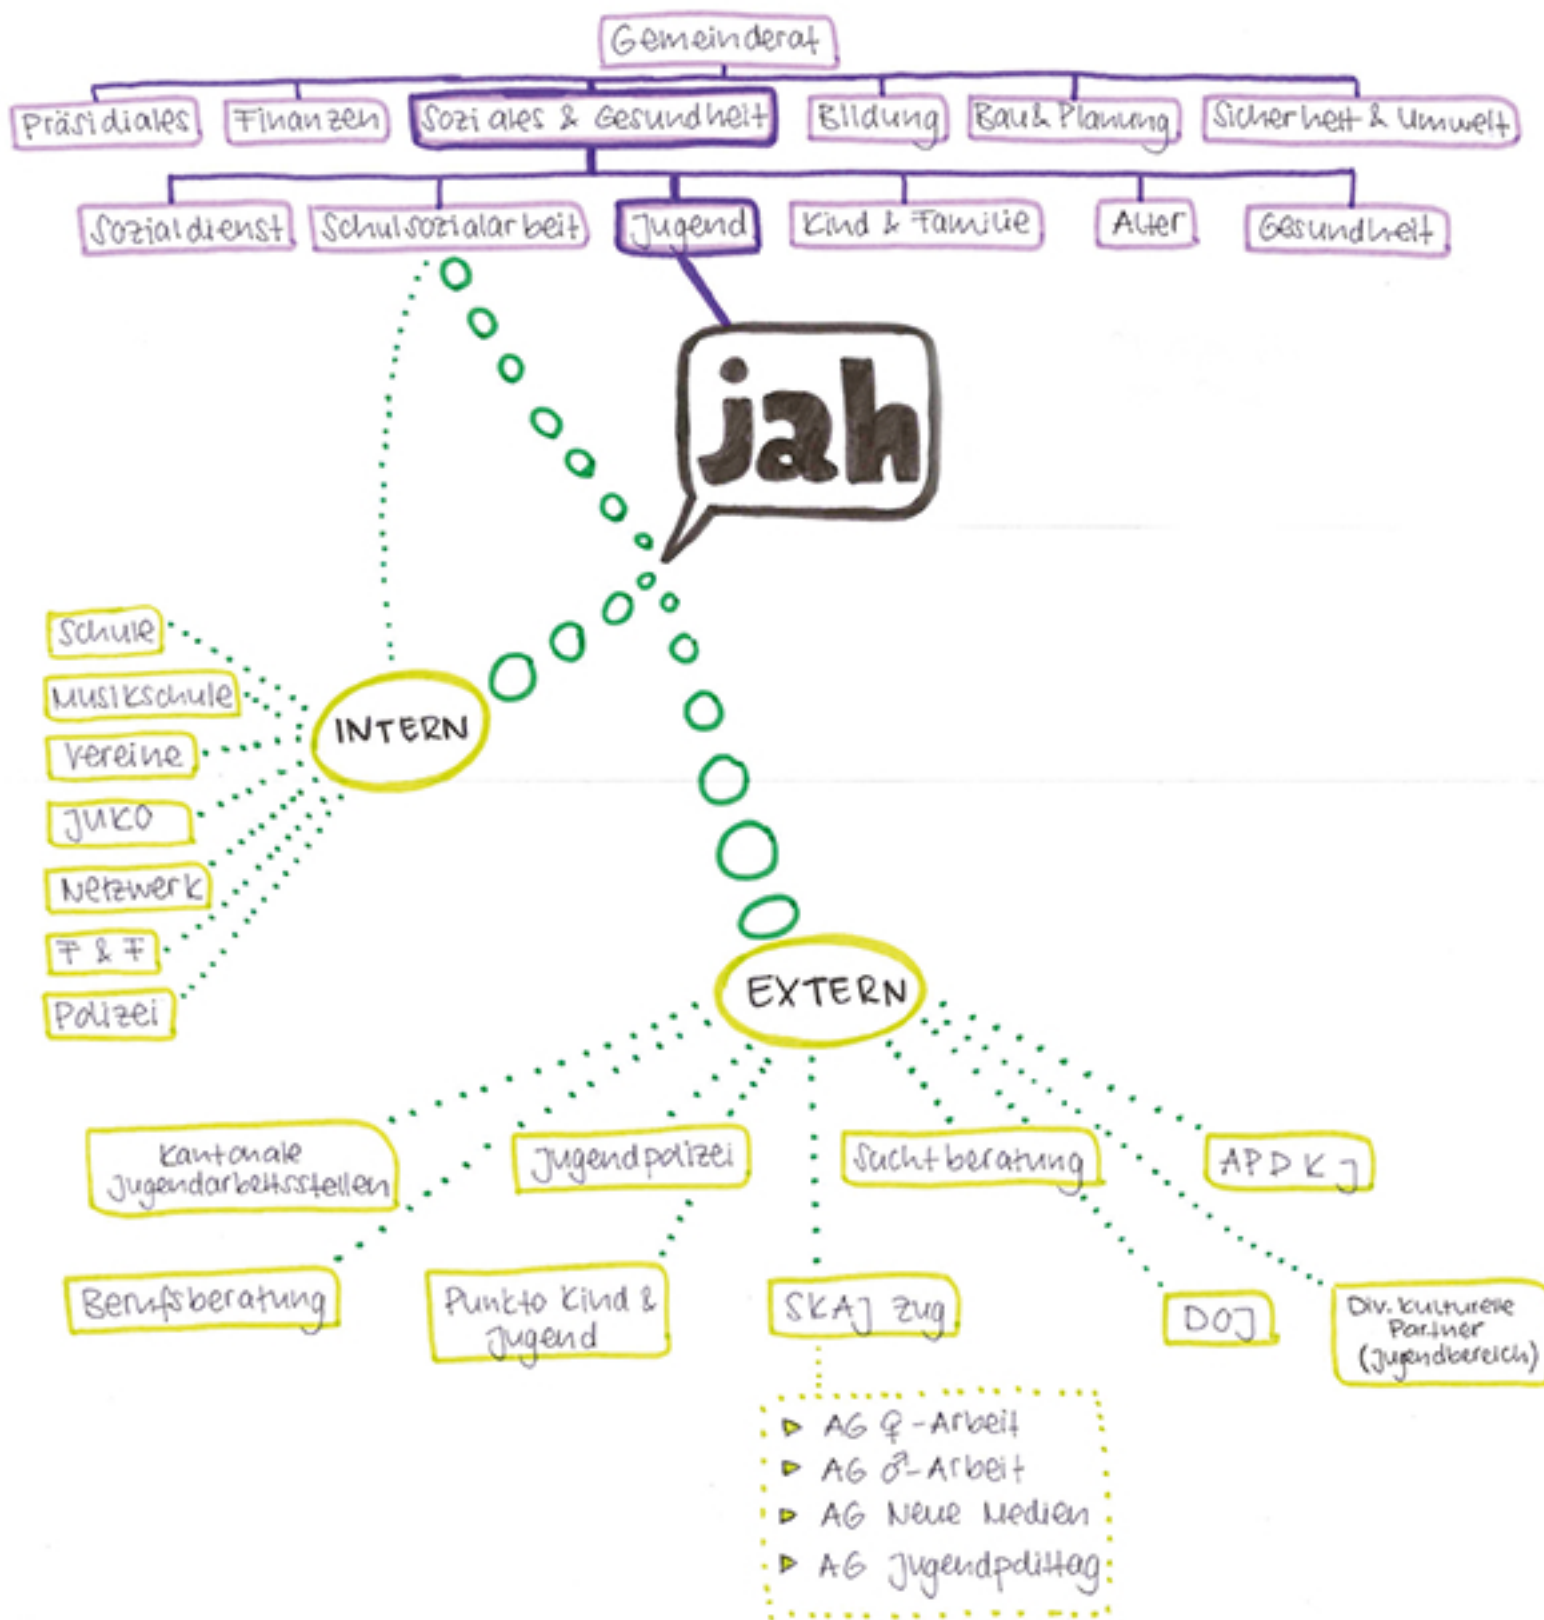 Gemeinderat
Präsidiales
Finanzen
Soziales & Gesundheit
Bildung
Bau & Planung
Sicherheit & Umwelt
Sozialdienst
Schulsozialarbeit
Jugend
Kind & Familie
Alter
Gesundheit
jah
Schule
Musikschule
Vereine
JUKO
Netzwerk
F & F
Polizei
INTERN
EXTERN
Kantonale
Jugendarbeitsstellen
Jugendpolizei
Suchtberatung
APDKJ
Berufsberatung
Punkto Kind &
Jugend
SKAJ Zug
DOJ
Div. kulturelle
Partner
(Jugendbereich)
AG ♀-Arbeit
AG ♂-Arbeit
AG Neue Medien
AG Jugendpolittag